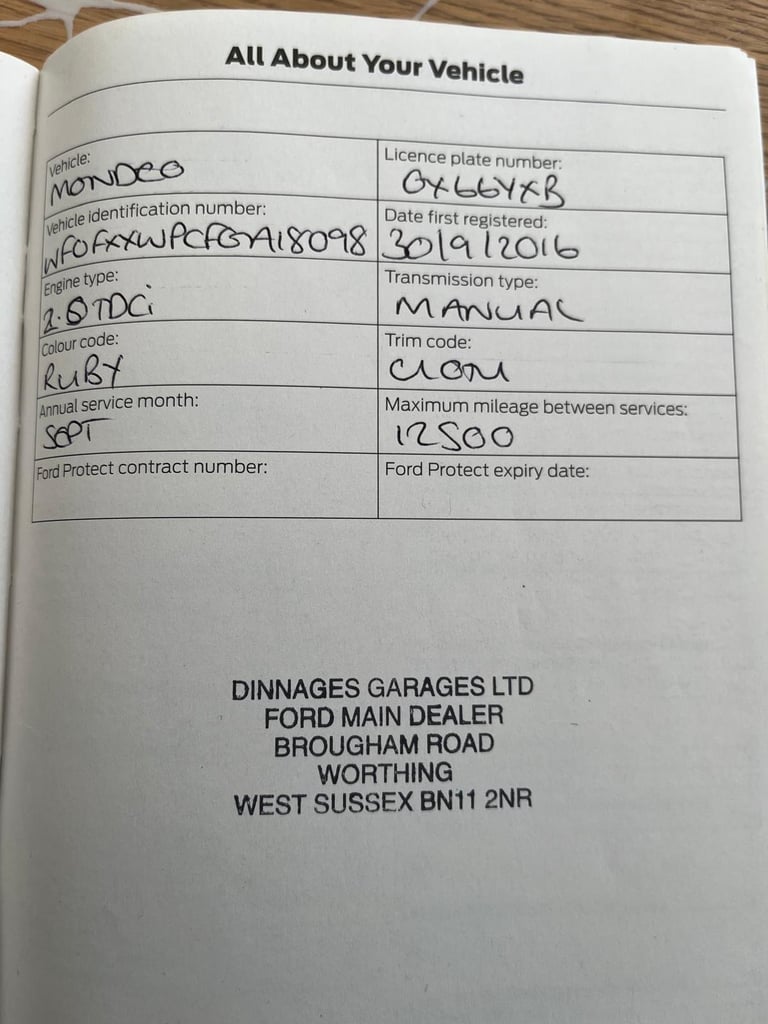 All About Your Vehicle
Vehicle: Licence plate number:
MONDEO GX66YXB
Vehicle identification number: Date first registered:
WF0FXXWPCFGA18098 30/9/2016
Engine type: Transmission type:
2.0TDCi MANUAL
Colour code: Trim code:
RUBY
Annual service month: Maximum mileage between services:
SEPT 12500
Ford Protect contract number: Ford Protect expiry date:
DINNAGES GARAGES LTD
FORD MAIN DEALER
BROUGHAM ROAD
WORTHING
WEST SUSSEX BN11 2NR